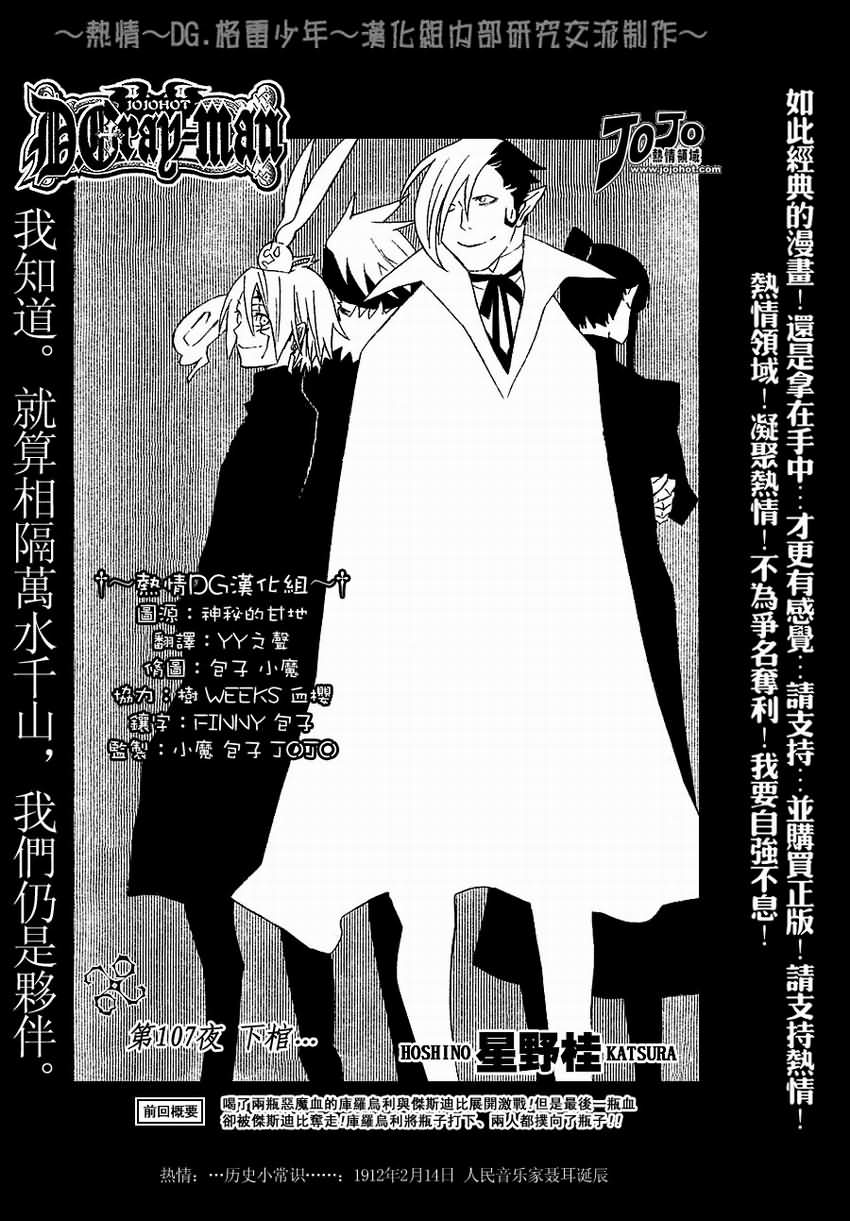 ～熱情～DG.格雷少年～漢化組内部研究交流制作～
JOJOHOT
D.Gray-man
JOJO
熱情領域
www.jojohot.com
如此經典的漫畫！還是拿在手中…才更有感覺…請支持…並購買正版！請支持熱情！
熱情領域！凝聚熱情！不為爭名奪利！我要自強不息！
我知道。就算相隔萬水千山，我們仍是夥伴。
†～熱情DG漢化組～†
圖源：神秘的甘地
翻譯：YY之聲
脩圖：包子 小魔
協力：樹 WEEKS 血櫻
鑲字：FINNY 包子
監製：小魔 包子 JOJO
第107夜 下棺…
HOSHINO 星野桂 KATSURA
前回概要
喝了兩瓶惡魔血的庫羅烏利與傑斯迪比展開激戰!但是最後一瓶血
卻被傑斯迪比奪走!庫羅烏利將瓶子打下、兩人都撲向了瓶子!!
热情：…历史小常识……：1912年2月14日 人民音乐家聂耳诞辰